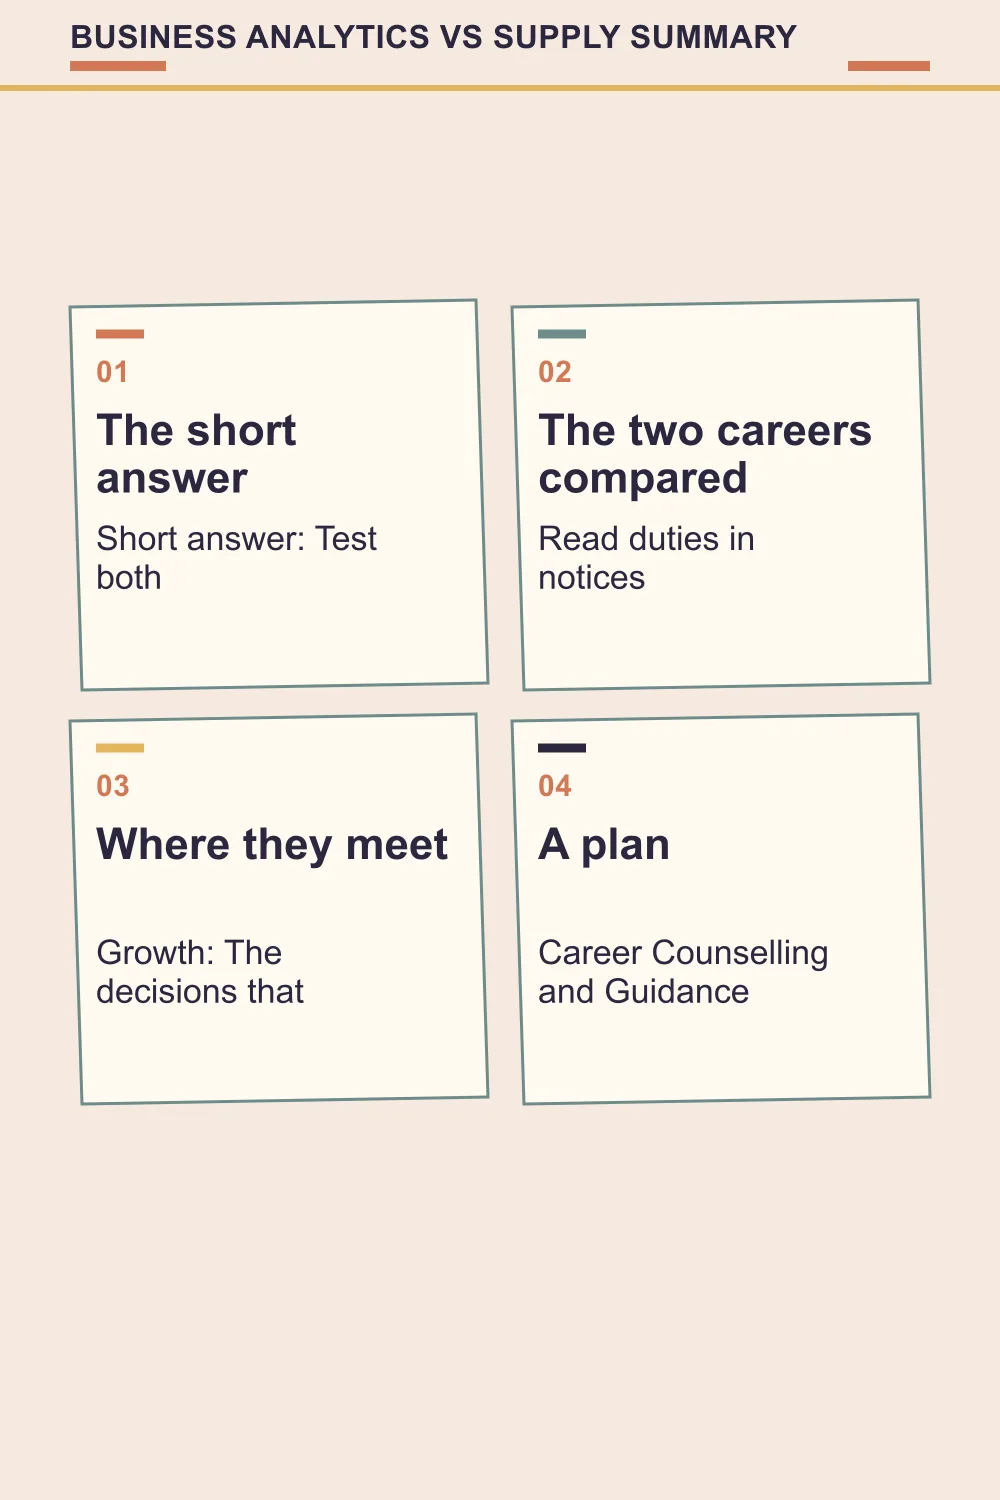 BUSINESS ANALYTICS VS SUPPLY SUMMARY
01
The short
answer
Short answer: Test
both
02
The two careers
compared
Read duties in
notices
03
Where they meet
Growth: The
decisions that
04
A plan
Career Counselling
and Guidance